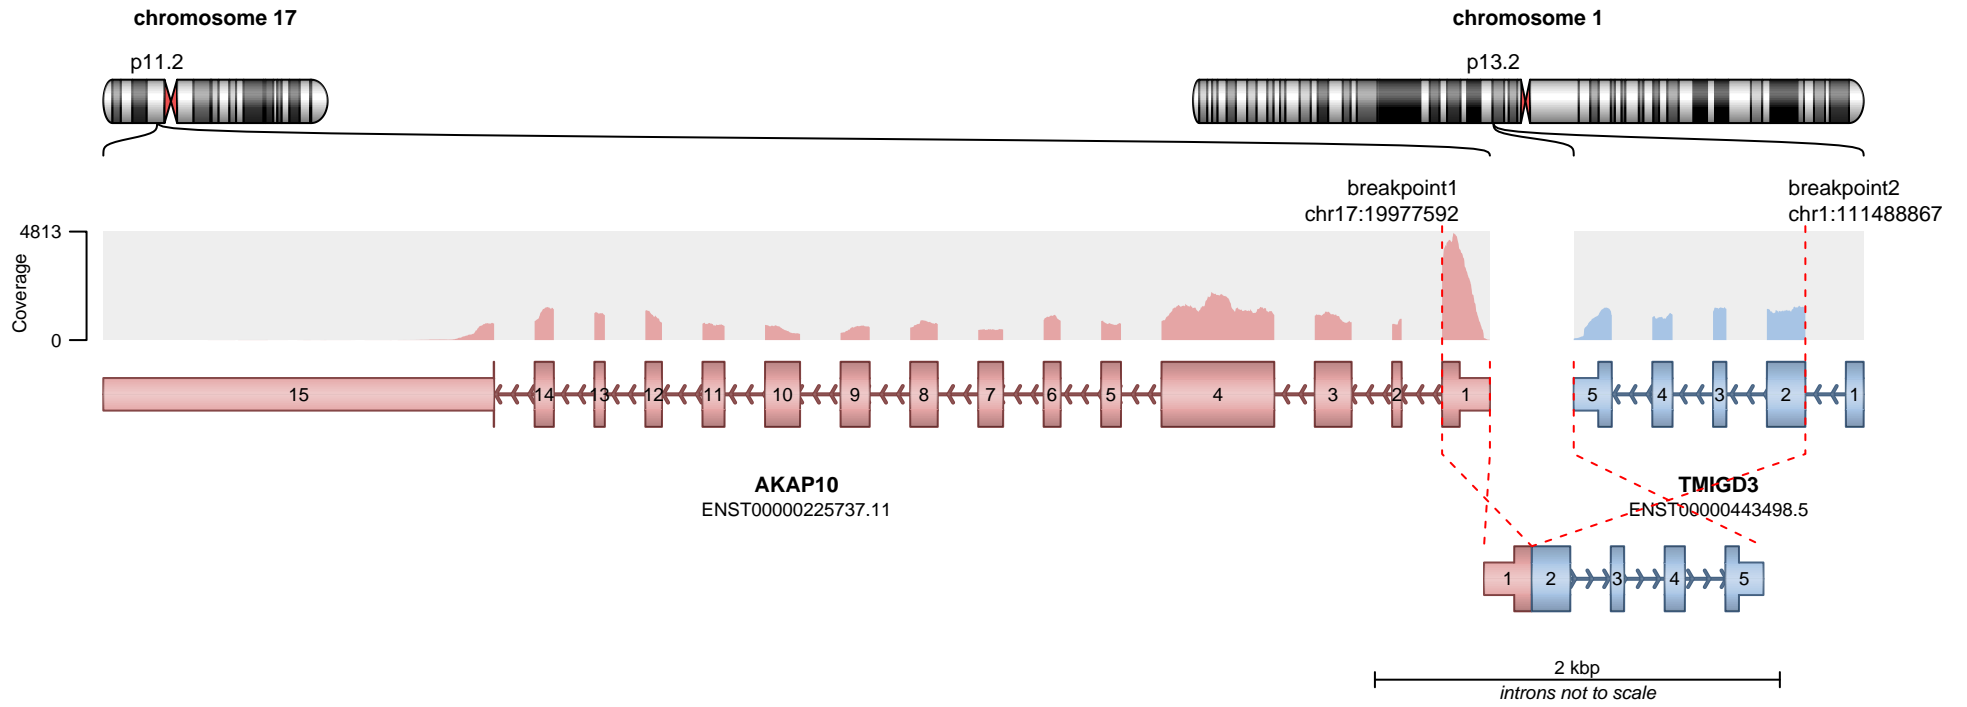 chromosome 17
chromosome 1
p11.2
p13.2
breakpoint1
chr17:19977592
breakpoint2
chr1:111488867
4813
Coverage
0
15 14 13 12 11 10 9 8 7 6 5 4 3 2 1
5 4 3 2 1
AKAP10
ENST00000225737.11
TMIGD3
ENST00000443498.5
1 2 3 4 5
2 kbp
introns not to scale